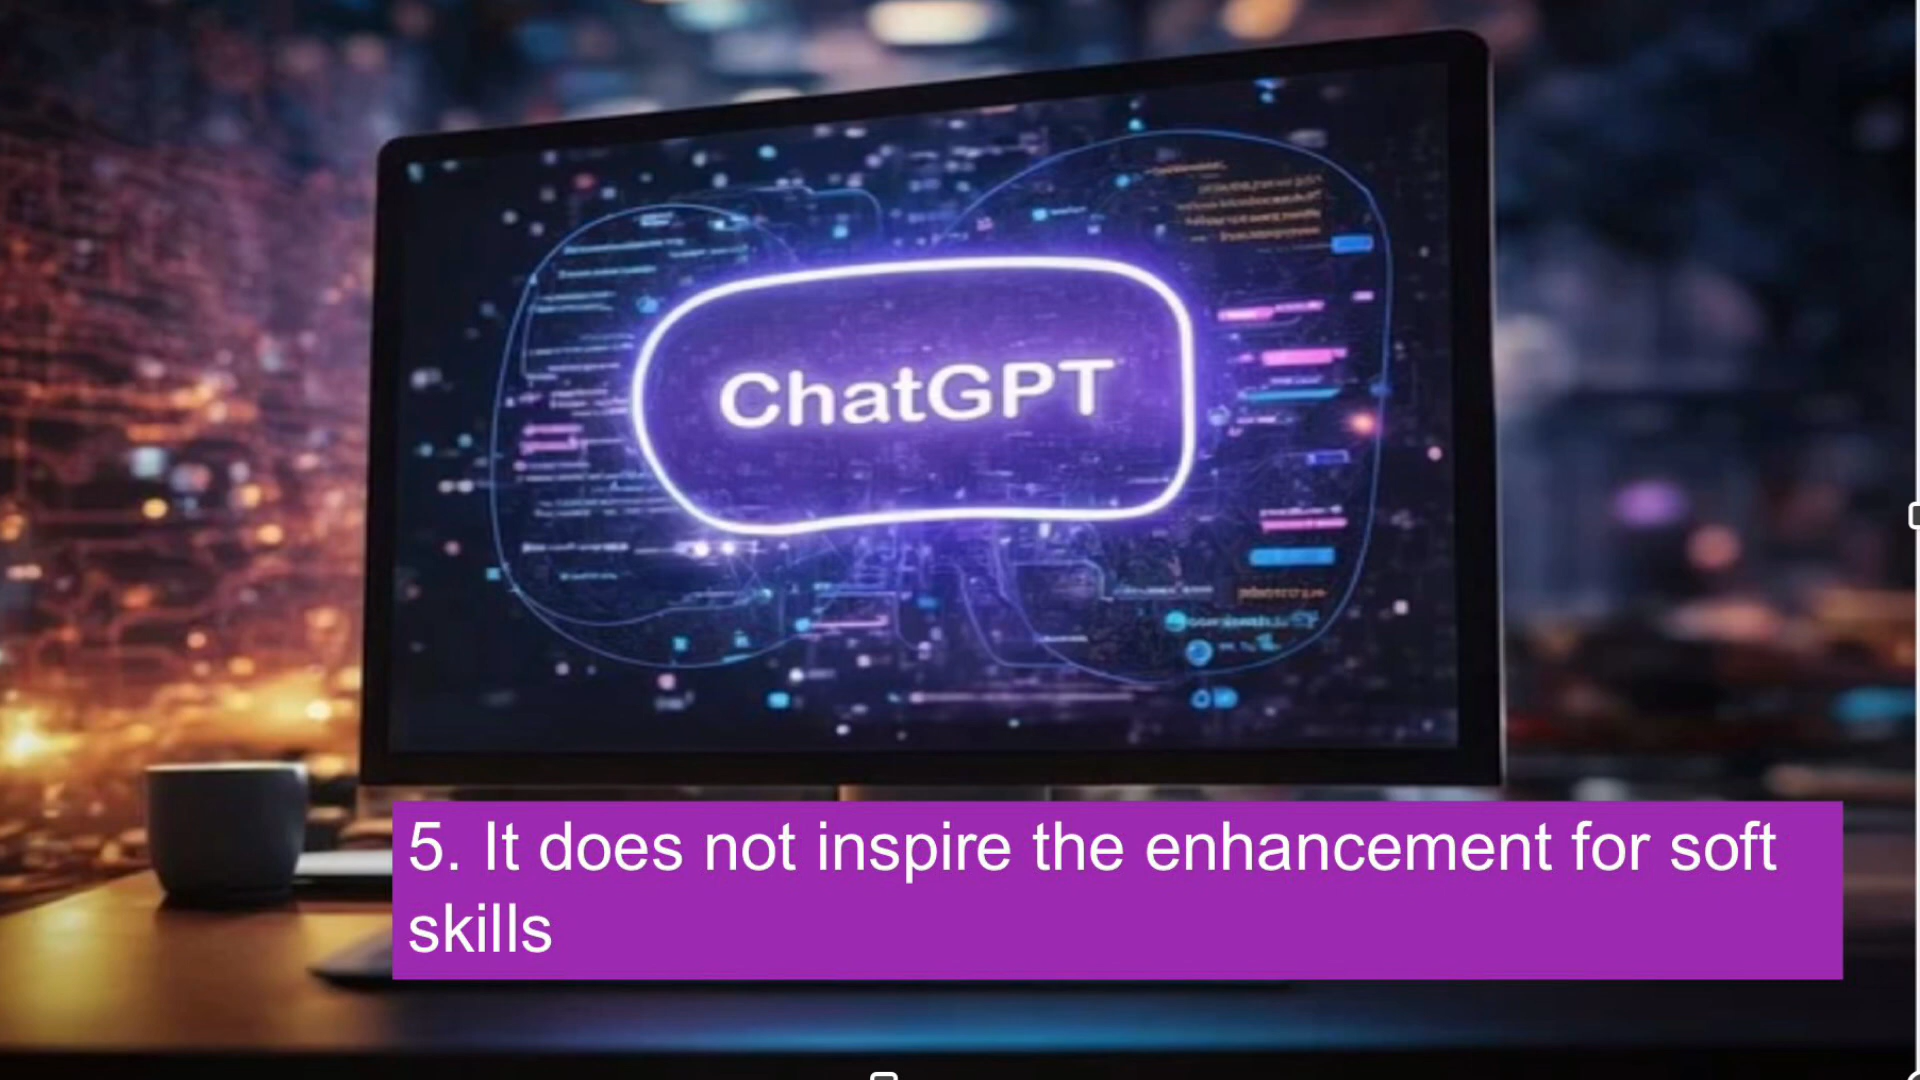 ChatGPT
5. It does not inspire the enhancement for soft
skills